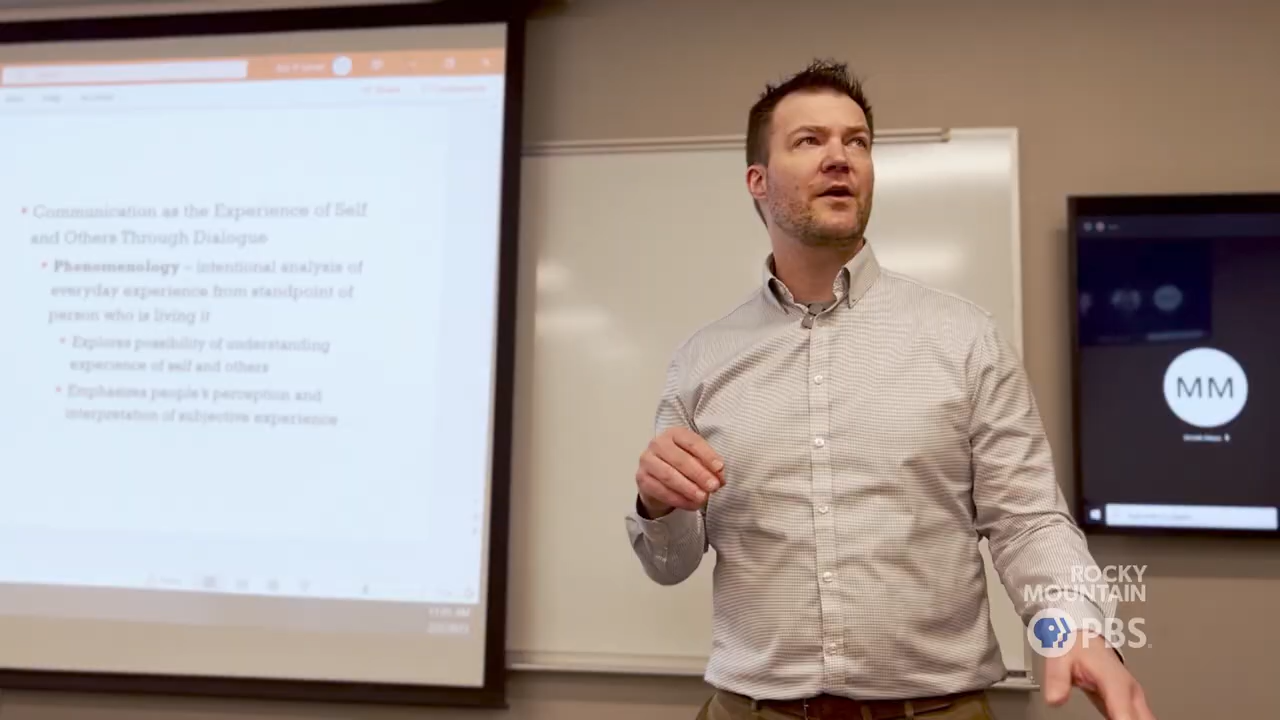 Communication as the Experience of Self
and Others Through Dialogue
Phenomenology – intentional analysis of
everyday experience from standpoint of
person who is living it
Explores possibility of understanding
experience of self and others
Emphasizes people's perception and
interpretation of subjective experience
MM
ROCKY
MOUNTAIN
PBS